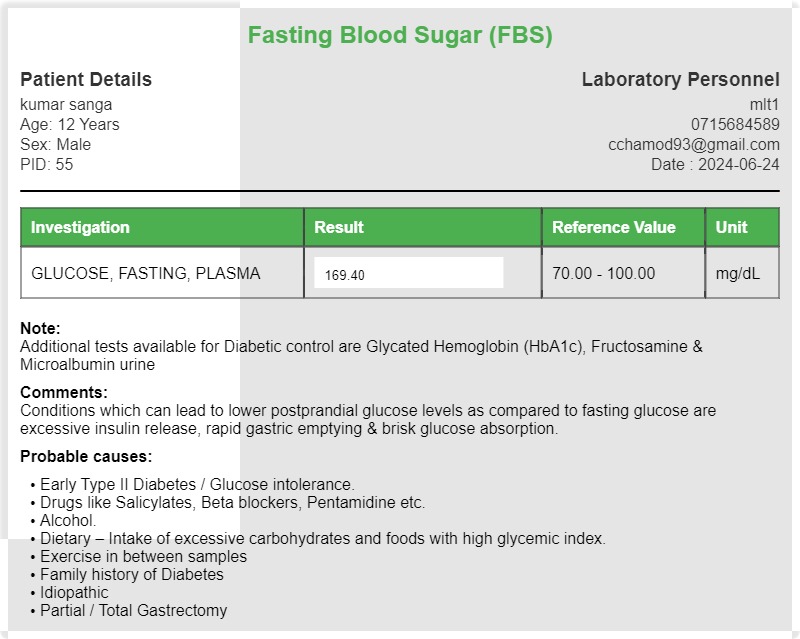 Fasting Blood Sugar (FBS)
Patient Details
kumar sanga
Age: 12 Years
Sex: Male
PID: 55
Laboratory Personnel
mlt1
0715684589
cchamod93@gmail.com
Date : 2024-06-24
Investigation Result Reference Value Unit
GLUCOSE, FASTING, PLASMA 169.40 70.00 - 100.00 mg/dL
Note:
Additional tests available for Diabetic control are Glycated Hemoglobin (HbA1c), Fructosamine &
Microalbumin urine
Comments:
Conditions which can lead to lower postprandial glucose levels as compared to fasting glucose are
excessive insulin release, rapid gastric emptying & brisk glucose absorption.
Probable causes:
• Early Type II Diabetes / Glucose intolerance.
• Drugs like Salicylates, Beta blockers, Pentamidine etc.
• Alcohol.
• Dietary – Intake of excessive carbohydrates and foods with high glycemic index.
• Exercise in between samples
• Family history of Diabetes
• Idiopathic
• Partial / Total Gastrectomy